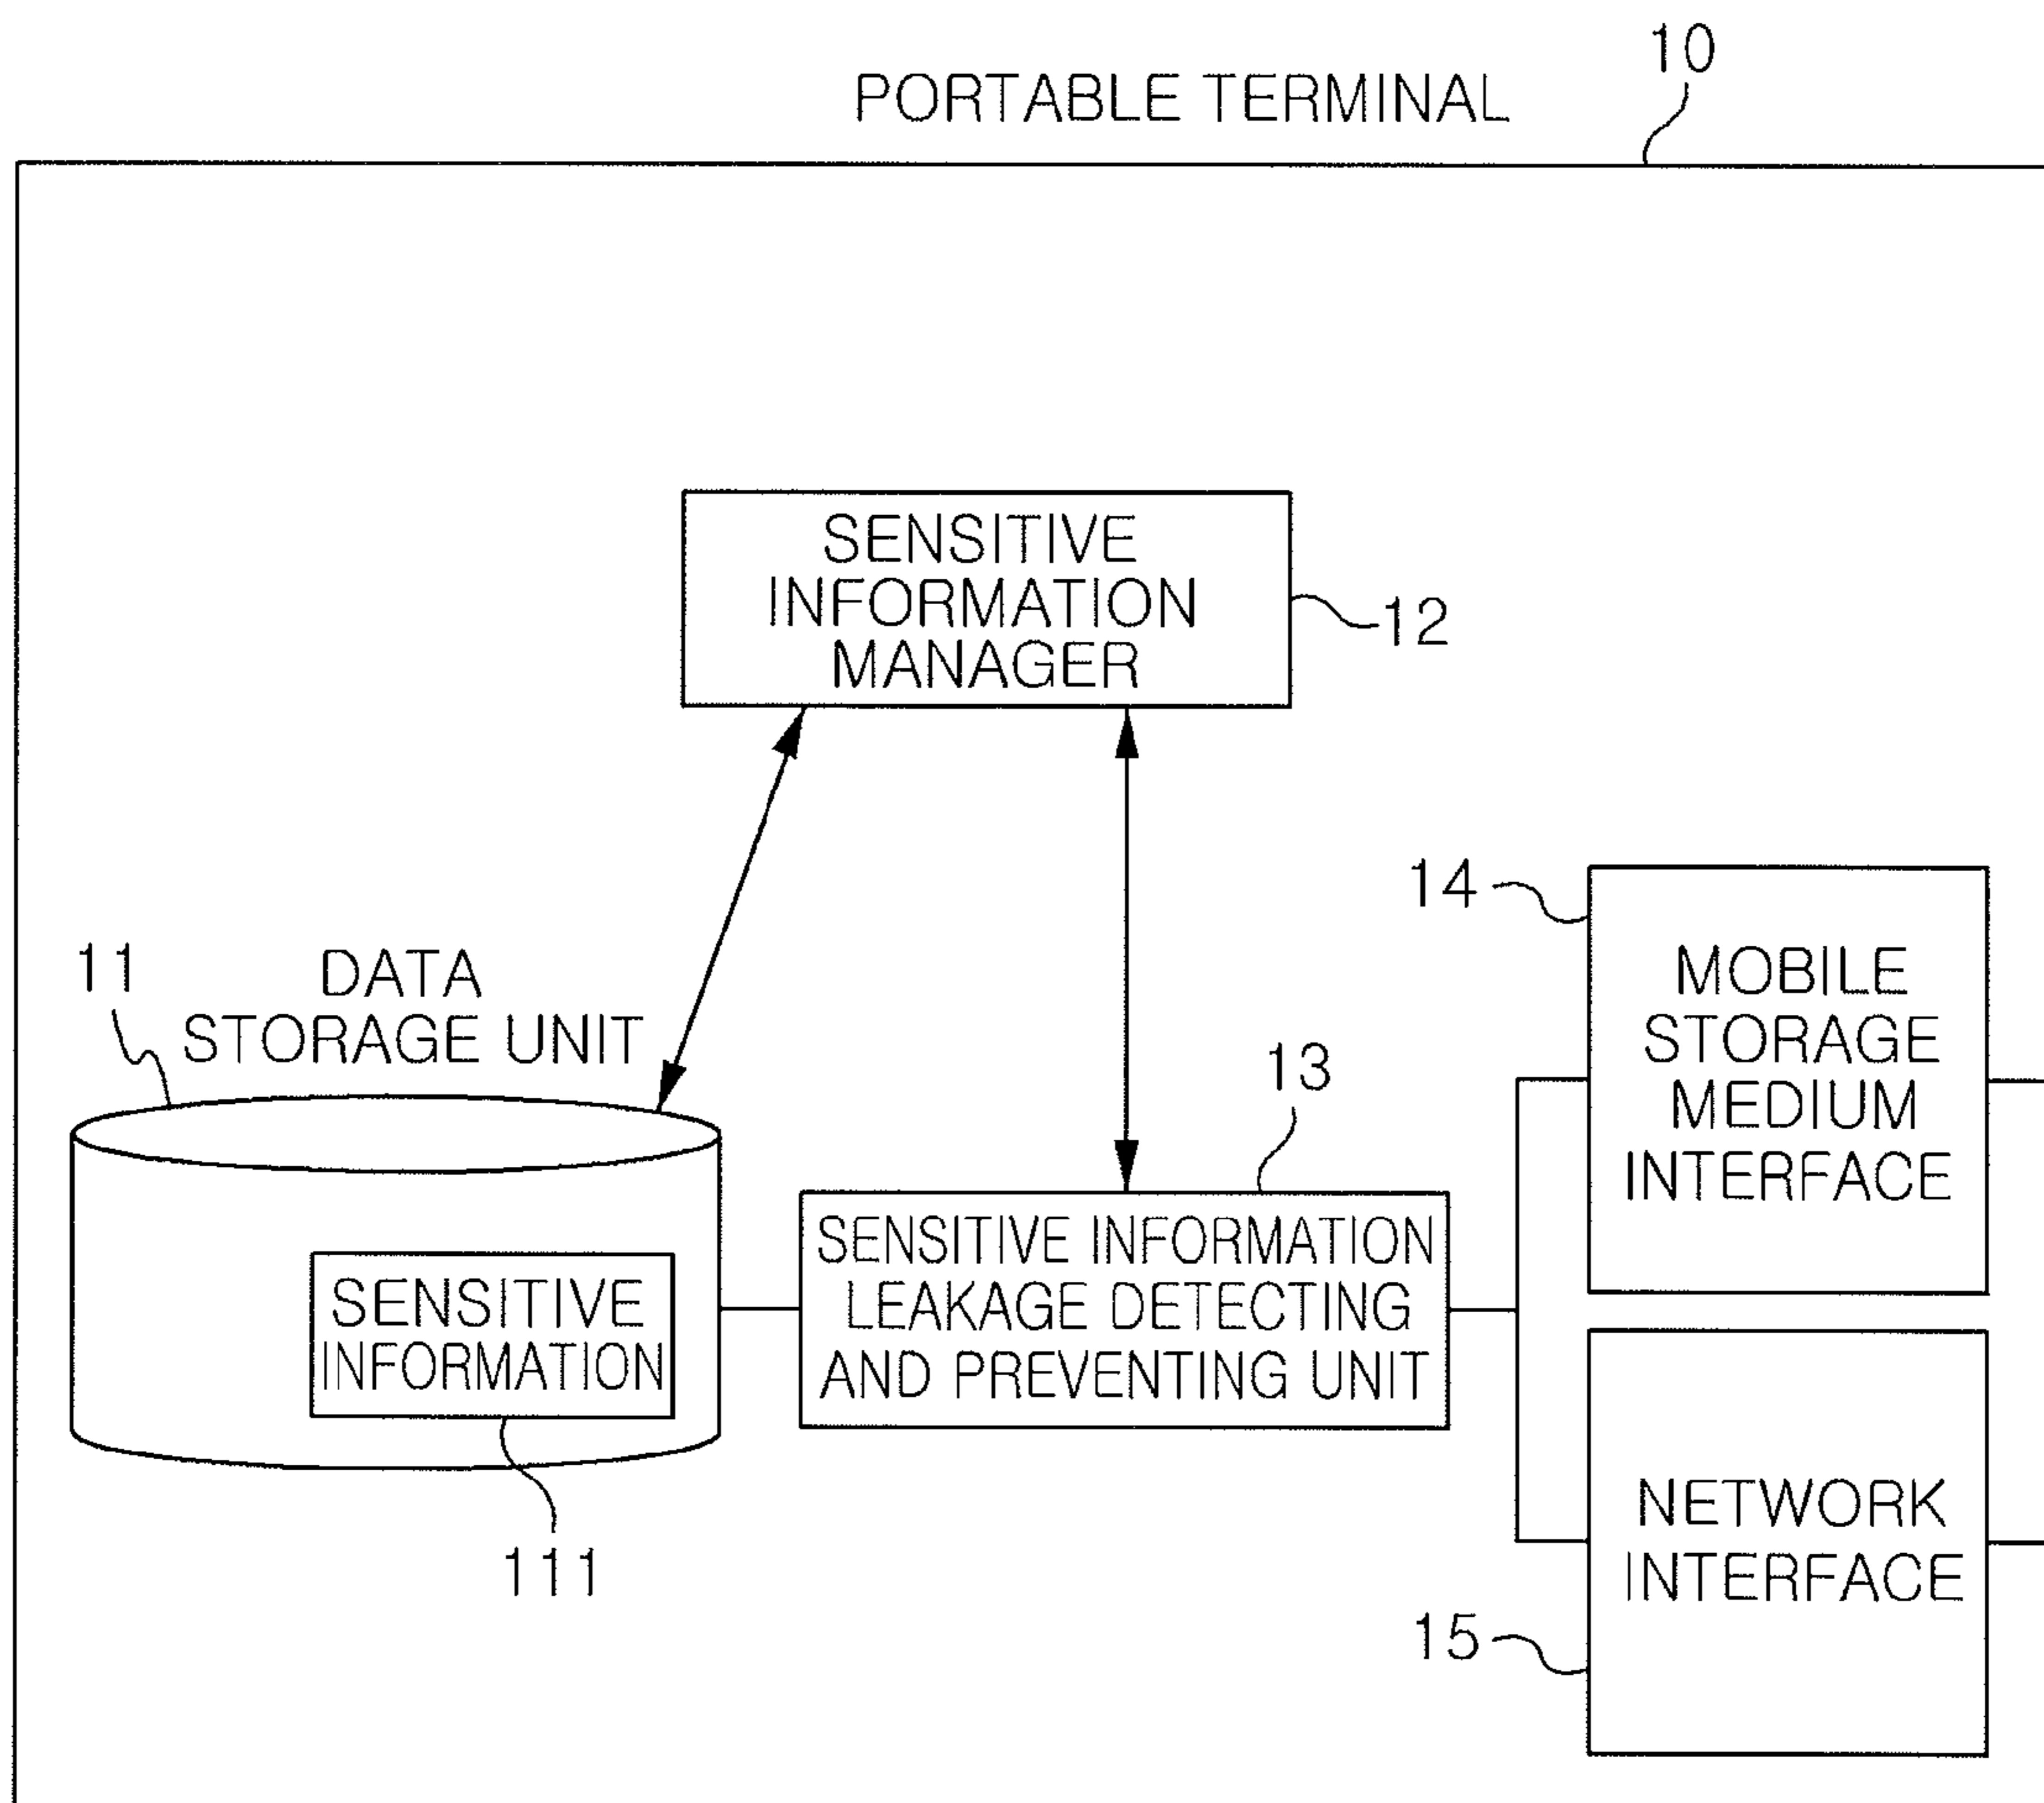 10
PORTABLE TERMINAL
SENSITIVE
INFORMATION
MANAGER
12
14
MOBILE
STORAGE
MEDIUM
INTERFACE
11
DATA
STORAGE UNIT
13
SENSITIVE INFORMATION
LEAKAGE DETECTING
AND PREVENTING UNIT
SENSITIVE
INFORMATION
111
NETWORK
INTERFACE
15